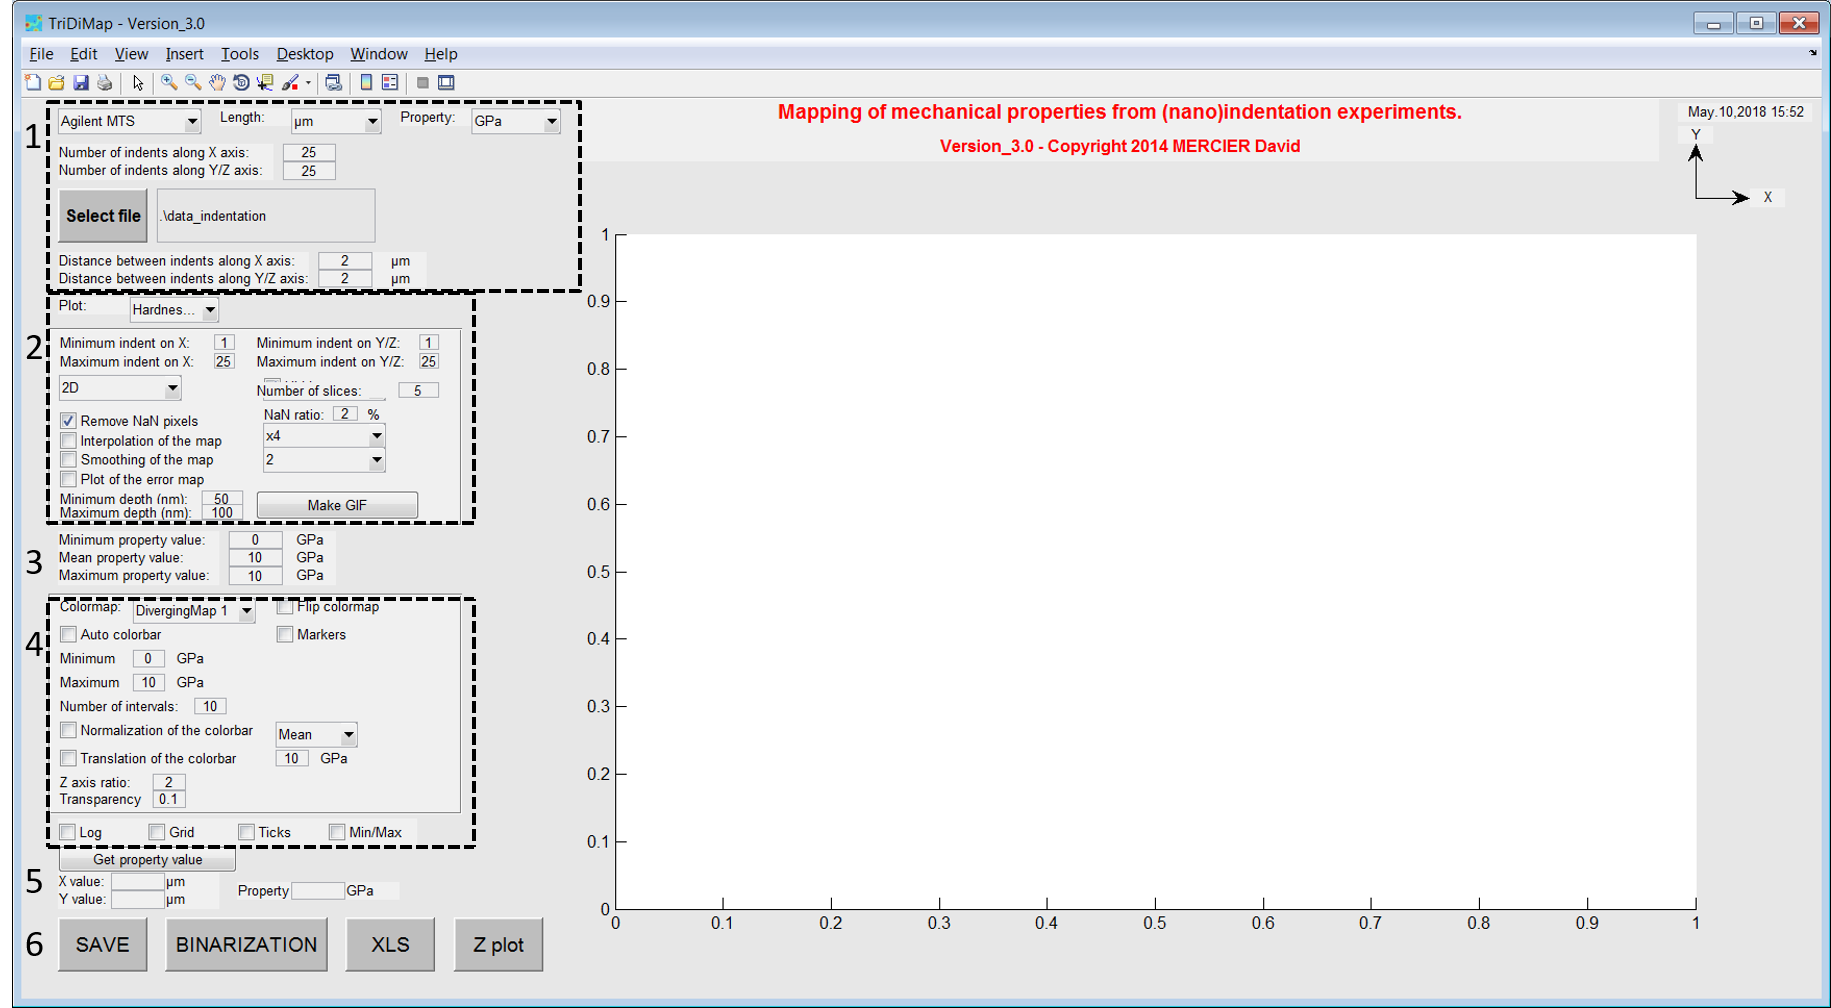 TriDiMap - Version_3.0
File Edit View Insert Tools Desktop Window Help
Mapping of mechanical properties from (nano)indentation experiments.
Version_3.0 - Copyright 2014 MERCIER David
May.10,2018 15:52
Y
X
1
Agilent MTS Length: µm Property: GPa
Number of indents along X axis: 25
Number of indents along Y/Z axis: 25
Select file .\data_indentation
Distance between indents along X axis: 2 µm
Distance between indents along Y/Z axis: 2 µm
2
Plot: Hardnes...
Minimum indent on X: 1 Minimum indent on Y/Z: 1
Maximum indent on X: 25 Maximum indent on Y/Z: 25
2D Number of slices: 5
Remove NaN pixels NaN ratio: 2 %
Interpolation of the map x4
Smoothing of the map 2
Plot of the error map
Minimum depth (nm): 50
Maximum depth (nm): 100
Make GIF
3
Minimum property value: 0 GPa
Mean property value: 10 GPa
Maximum property value: 10 GPa
4
Colormap: DivergingMap 1 Flip colormap
Auto colorbar Markers
Minimum 0 GPa
Maximum 10 GPa
Number of intervals: 10
Normalization of the colorbar Mean
Translation of the colorbar 10 GPa
Z axis ratio: 2
Transparency 0.1
Log Grid Ticks Min/Max
5
Get property value
X value: µm
Y value: µm
Property GPa
6
SAVE BINARIZATION XLS Z plot
1
0.9
0.8
0.7
0.6
0.5
0.4
0.3
0.2
0.1
0
0 0.1 0.2 0.3 0.4 0.5 0.6 0.7 0.8 0.9 1